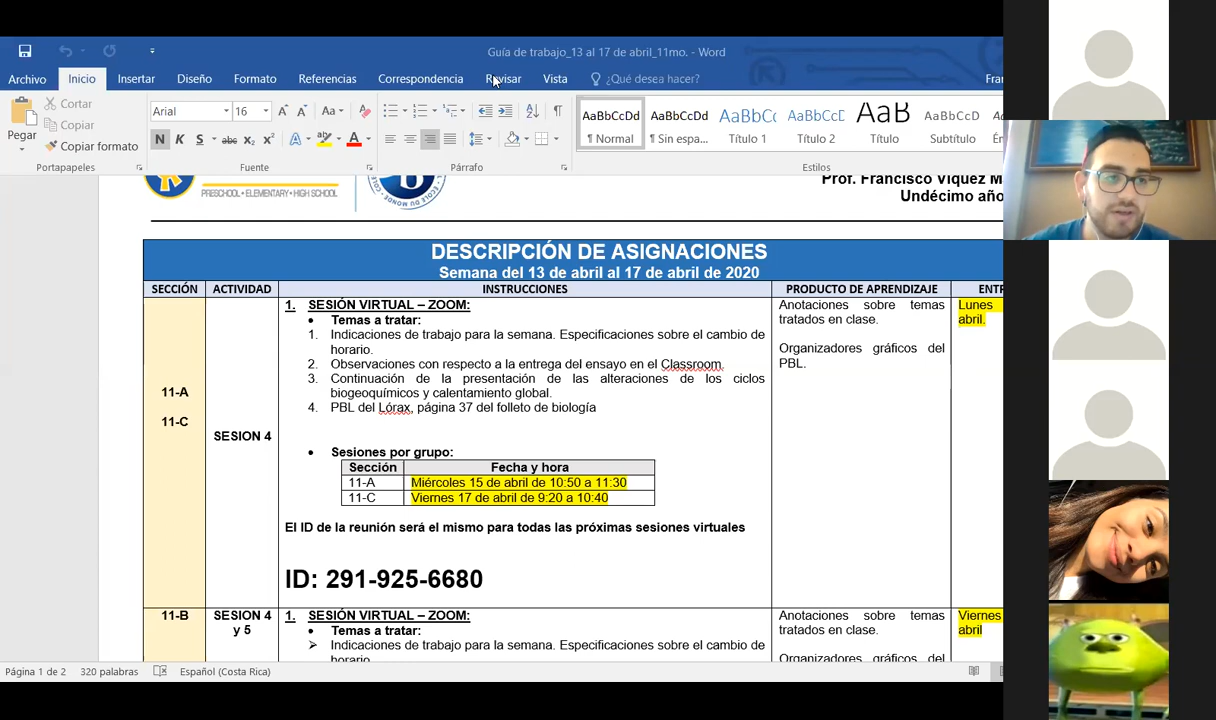 Guía de trabajo_13 al 17 de abril_11mo. - Word
Archivo Inicio Insertar Diseño Formato Referencias Correspondencia Revisar Vista ¿Qué desea hacer? Fran
Pegar
Cortar
Copiar
Copiar formato
Portapapeles
Arial 16
Fuente
Párrafo
AaBbCcDd AaBbCcDd AaBbCc AaBbCcD AaB AaBbCcD
¶ Normal ¶ Sin espa... Título 1 Título 2 Título Subtítulo
Estilos
PRESCHOOL • ELEMENTARY • HIGH SCHOOL
Prof. Francisco Víquez M
Undécimo año
DESCRIPCIÓN DE ASIGNACIONES
Semana del 13 de abril al 17 de abril de 2020
SECCIÓN ACTIVIDAD INSTRUCCIONES PRODUCTO DE APRENDIZAJE ENTR
11-A
11-C
SESION 4
1. SESIÓN VIRTUAL – ZOOM:
• Temas a tratar:
1. Indicaciones de trabajo para la semana. Especificaciones sobre el cambio de
horario.
2. Observaciones con respecto a la entrega del ensayo en el Classroom.
3. Continuación de la presentación de las alteraciones de los ciclos
biogeoquímicos y calentamiento global.
4. PBL del Lórax, página 37 del folleto de biología
• Sesiones por grupo:
Sección Fecha y hora
11-A Miércoles 15 de abril de 10:50 a 11:30
11-C Viernes 17 de abril de 9:20 a 10:40
El ID de la reunión será el mismo para todas las próximas sesiones virtuales
ID: 291-925-6680
Anotaciones sobre temas
tratados en clase.
Organizadores gráficos del
PBL.
Lunes
abril.
11-B
SESION 4
y 5
1. SESIÓN VIRTUAL – ZOOM:
• Temas a tratar:
➢ Indicaciones de trabajo para la semana. Especificaciones sobre el cambio de
horario.
Anotaciones sobre temas
tratados en clase.
Organizadores gráficos del
Viernes
abril
Página 1 de 2 320 palabras Español (Costa Rica)